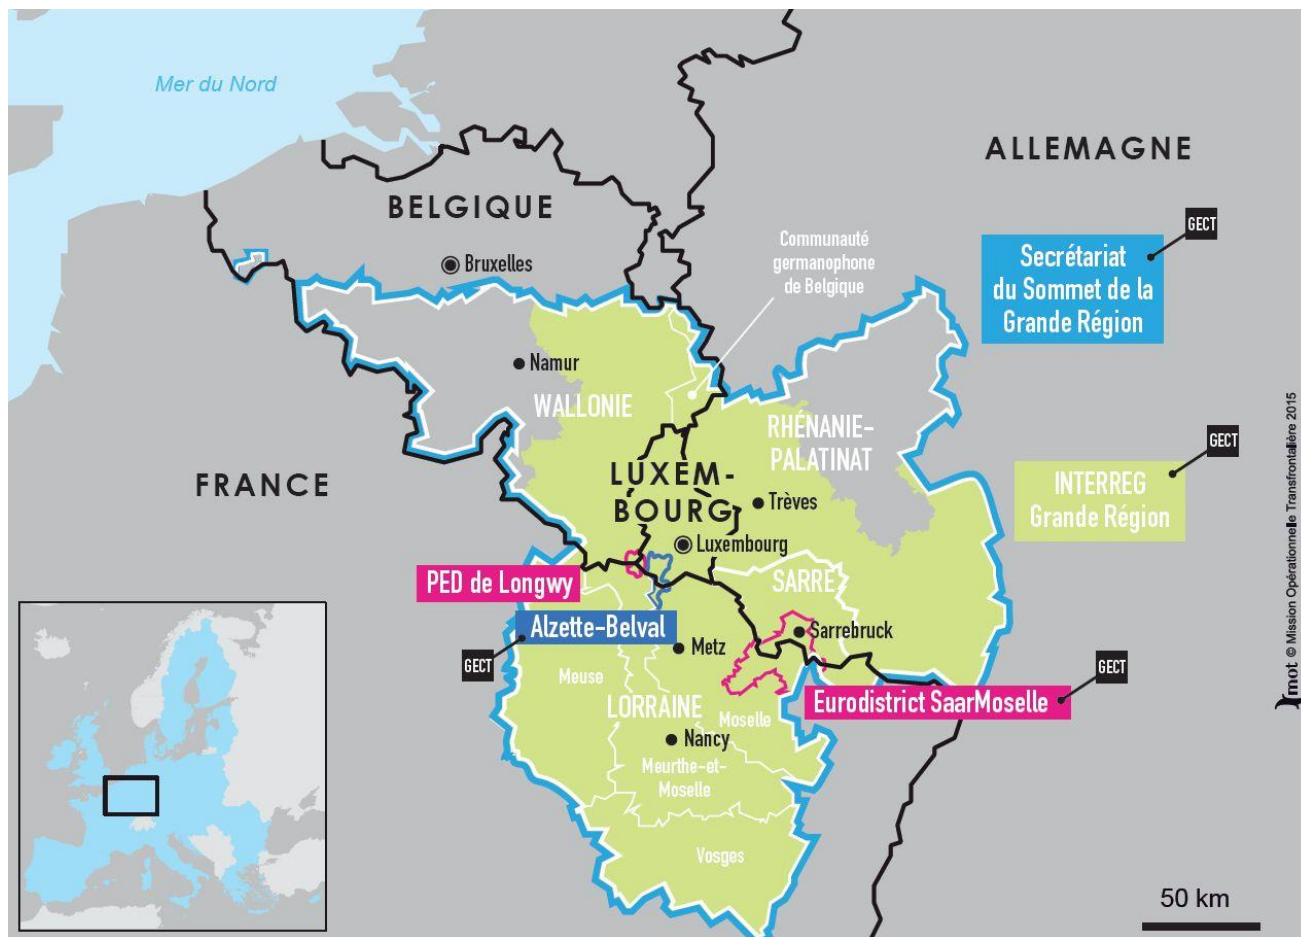 Mer du Nord
ALLEMAGNE
BELGIQUE
Bruxelles
Communauté
germanophone
de Belgique
GECT
Secrétariat
du Sommet de la
Grande Région
Namur
WALLONIE
RHÉNANIE-
PALATINAT
FRANCE
LUXEM-
BOURG
Trèves
GECT
INTERREG
Grande Région
Luxembourg
PED de Longwy
SARRE
Alzette-Belval
GECT
Metz
Sarrebruck
GECT
Eurodistrict SaarMoselle
Meuse
LORRAINE
Moselle
Nancy
Meurthe-et-
Moselle
Vosges
50 km
mot © Mission Opérationnelle Transfrontalière 2015